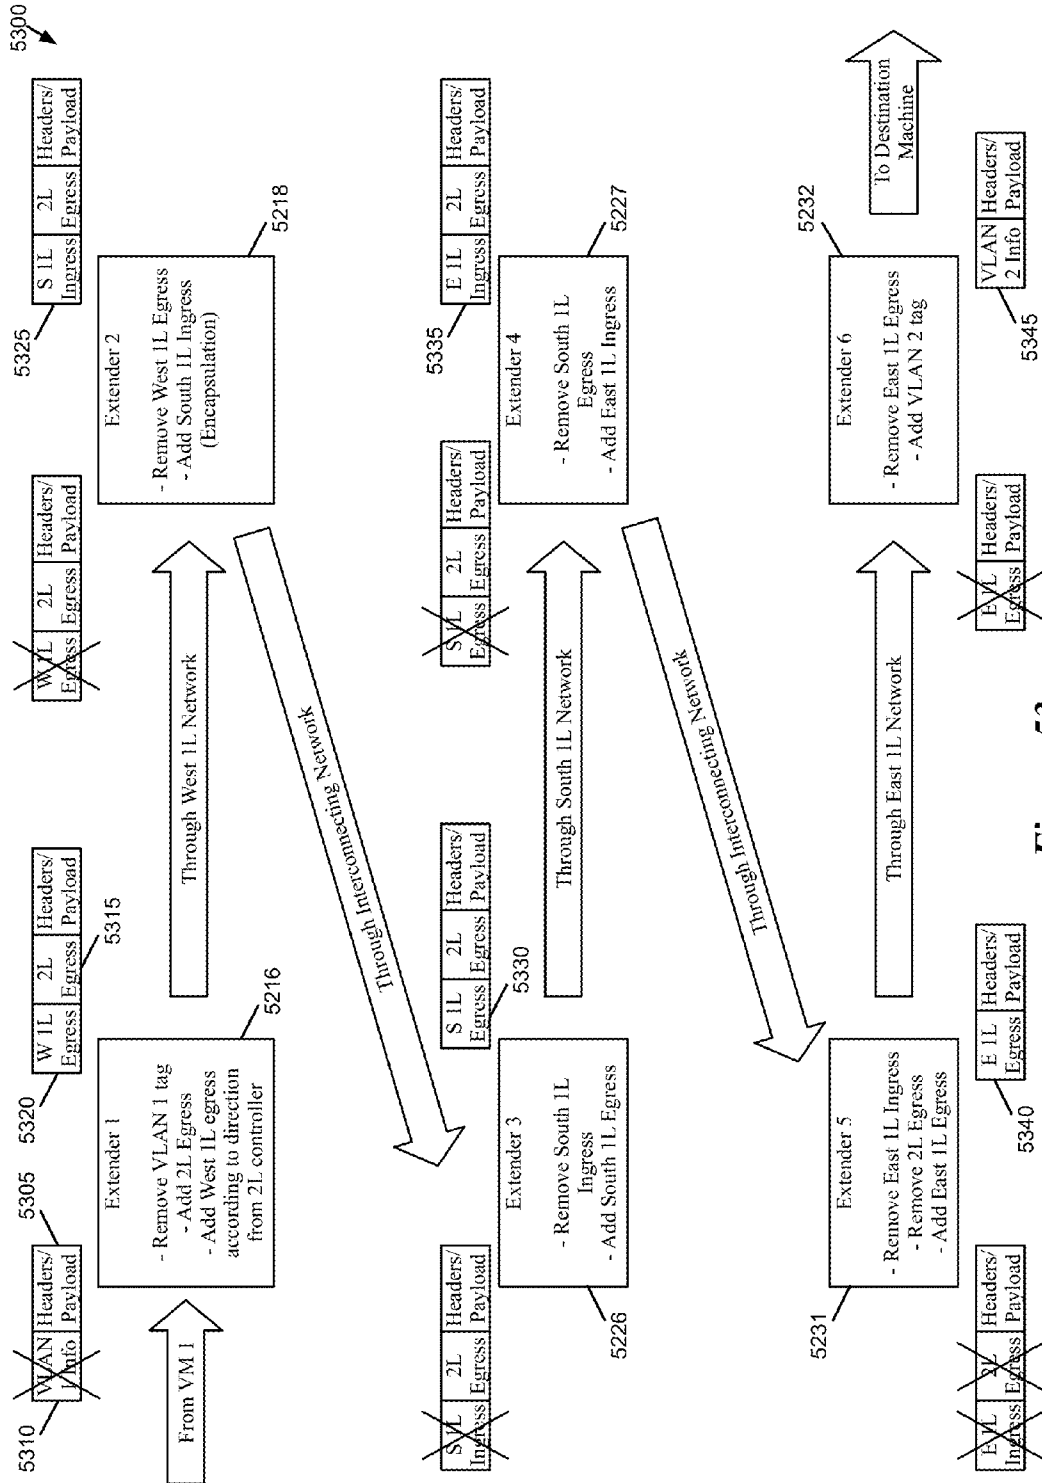 5300
5310
VLAN
1 Info
Headers/
Payload
5305
5320
W 1L
Egress
2L
Egress
Headers/
Payload
5315
W 1L
Egress
2L
Egress
Headers/
Payload
5325
S 1L
Ingress
2L
Egress
Headers/
Payload
From VM 1
Extender 1
- Remove VLAN 1 tag
- Add 2L Egress
- Add West 1L egress
according to direction
from 2L controller
5216
Through West 1L Network
Extender 2
- Remove West 1L Egress
- Add South 1L Ingress
(Encapsulation)
5218
Through Interconnecting Network
S 1L
Ingress
2L
Egress
Headers/
Payload
S 1L
Egress
2L
Egress
Headers/
Payload
5330
S 1L
Egress
2L
Egress
Headers/
Payload
5335
E 1L
Ingress
2L
Egress
Headers/
Payload
Extender 3
- Remove South 1L
Ingress
- Add South 1L Egress
5226
Through South 1L Network
Extender 4
- Remove South 1L
Egress
- Add East 1L Ingress
5227
Through Interconnecting Network
5231
Extender 5
- Remove East 1L Ingress
- Remove 2L Egress
- Add East 1L Egress
Through East 1L Network
Extender 6
- Remove East 1L Egress
- Add VLAN 2 tag
5232
To Destination
Machine
E 1L
Ingress
2L
Egress
Headers/
Payload
E 1L
Egress
Headers/
Payload
5340
E 1L
Egress
Headers/
Payload
VLAN
2 Info
Headers/
Payload
5345